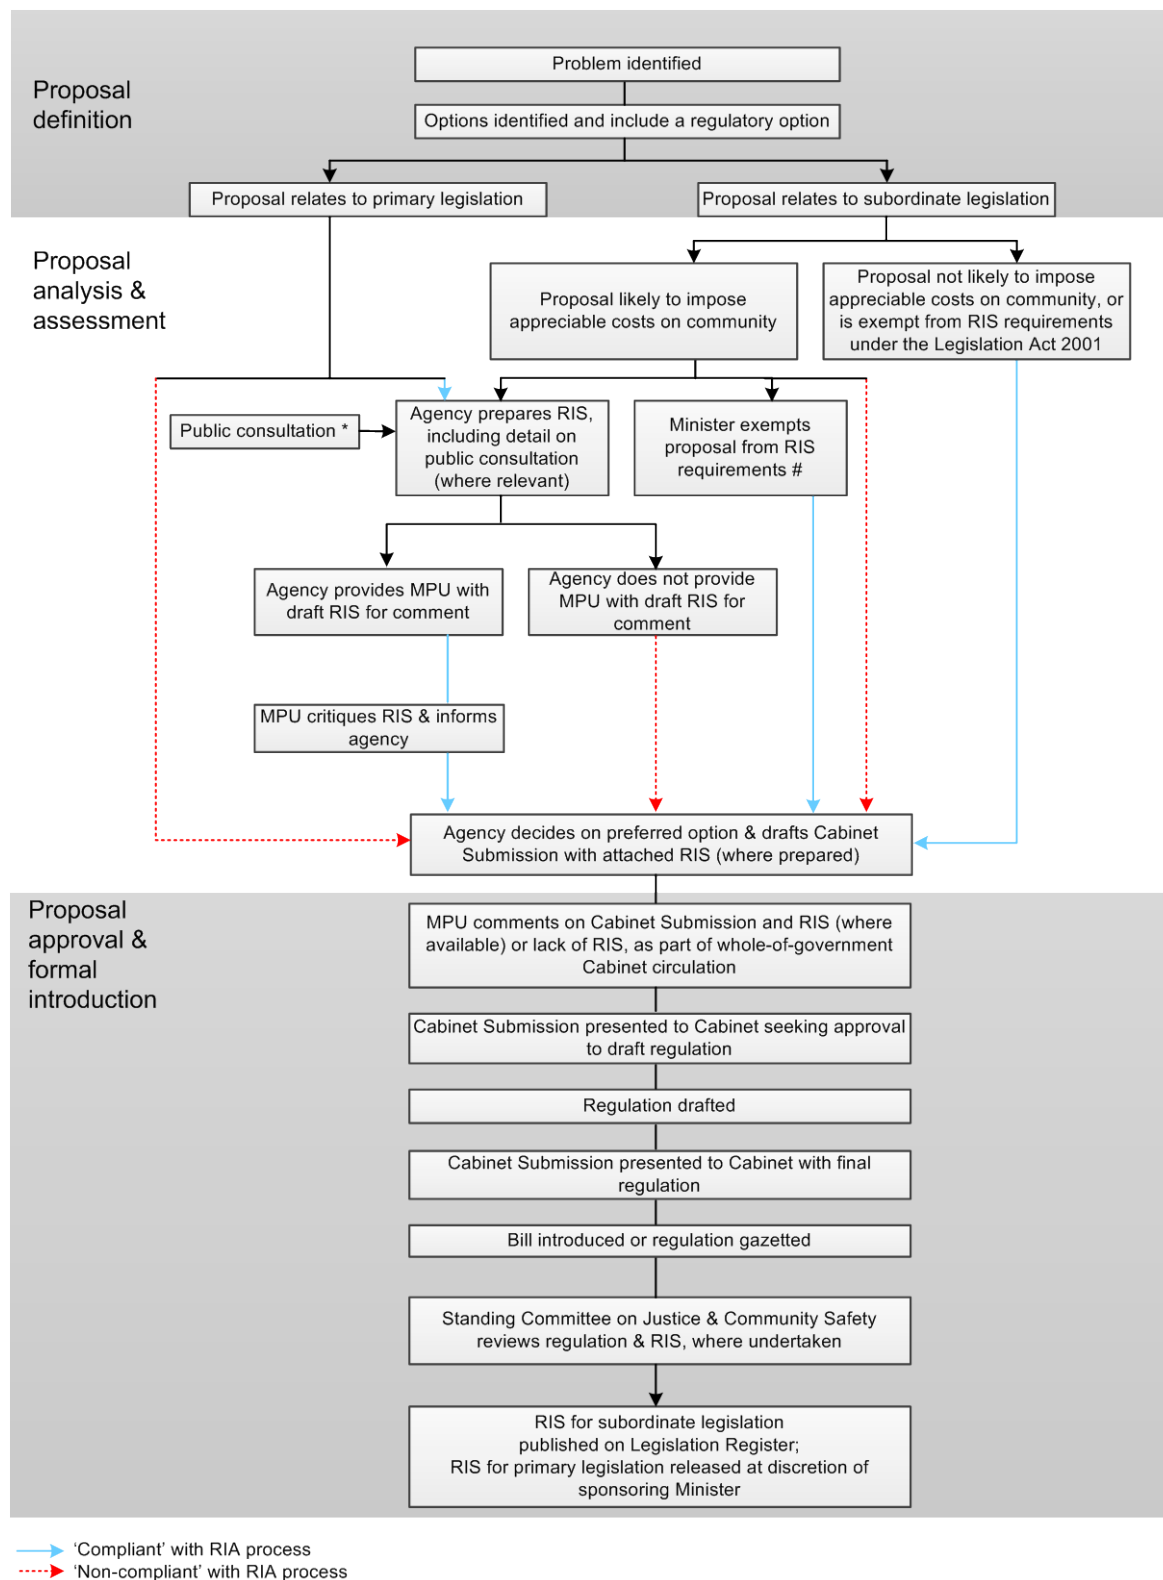 Proposal
definition
Problem identified
Options identified and include a regulatory option
Proposal relates to primary legislation
Proposal relates to subordinate legislation
Proposal
analysis &
assessment
Proposal likely to impose
appreciable costs on community
Proposal not likely to impose
appreciable costs on community, or
is exempt from RIS requirements
under the Legislation Act 2001
Public consultation *
Agency prepares RIS,
including detail on
public consultation
(where relevant)
Minister exempts
proposal from RIS
requirements #
Agency provides MPU with
draft RIS for comment
Agency does not provide
MPU with draft RIS for
comment
MPU critiques RIS & informs
agency
Agency decides on preferred option & drafts Cabinet
Submission with attached RIS (where prepared)
Proposal
approval &
formal
introduction
MPU comments on Cabinet Submission and RIS (where
available) or lack of RIS, as part of whole-of-government
Cabinet circulation
Cabinet Submission presented to Cabinet seeking approval
to draft regulation
Regulation drafted
Cabinet Submission presented to Cabinet with final
regulation
Bill introduced or regulation gazetted
Standing Committee on Justice & Community Safety
reviews regulation & RIS, where undertaken
RIS for subordinate legislation
published on Legislation Register;
RIS for primary legislation released at discretion of
sponsoring Minister
'Compliant' with RIA process
'Non-compliant' with RIA process